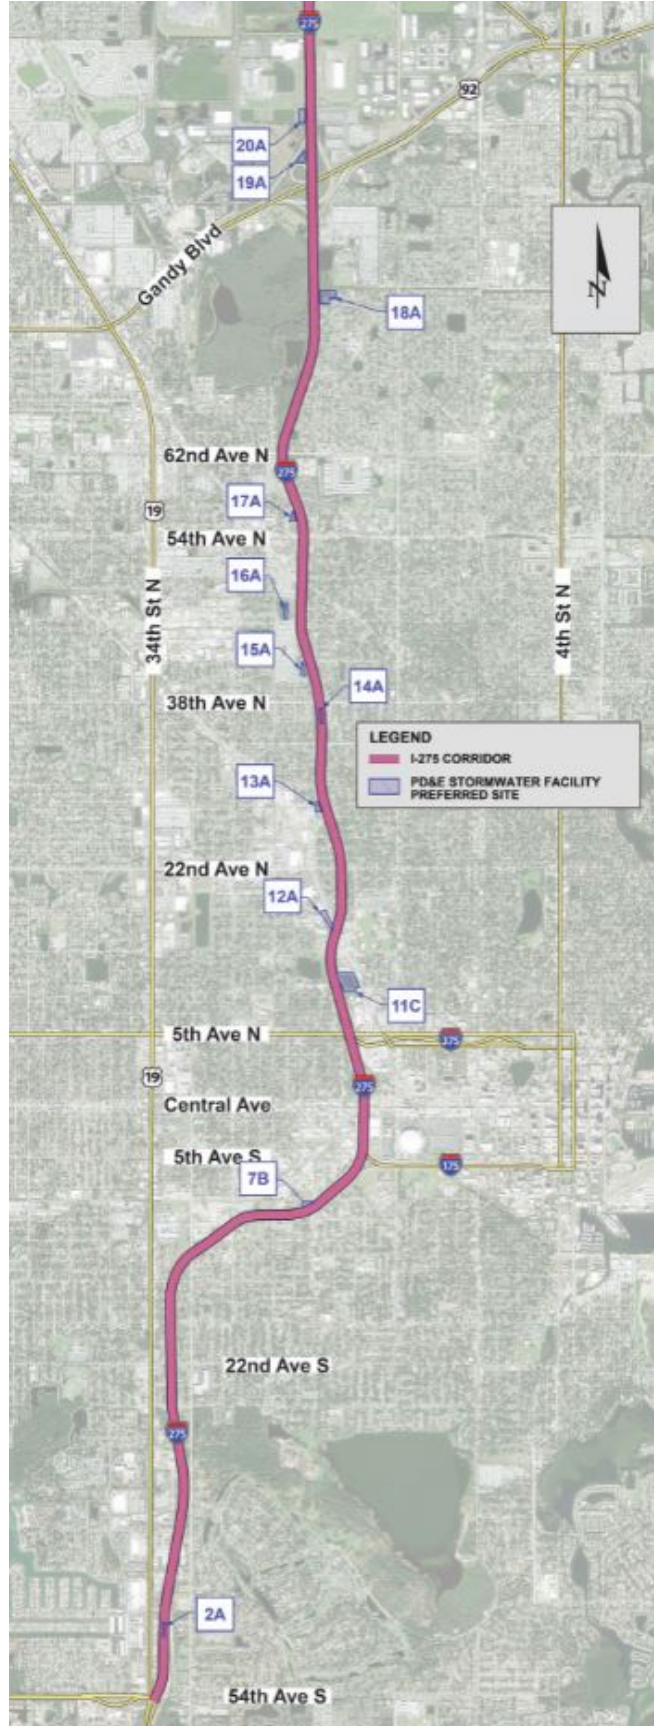 275
92
20A
19A
Gandy Blvd
18A
N
62nd Ave N
275
17A
19
54th Ave N
16A
34th St N
4th St N
15A
14A
38th Ave N
LEGEND
I-275 CORRIDOR
PD&E STORMWATER FACILITY
PREFERRED SITE
13A
22nd Ave N
12A
11C
5th Ave N
375
19
275
Central Ave
5th Ave S
175
7B
22nd Ave S
275
2A
54th Ave S